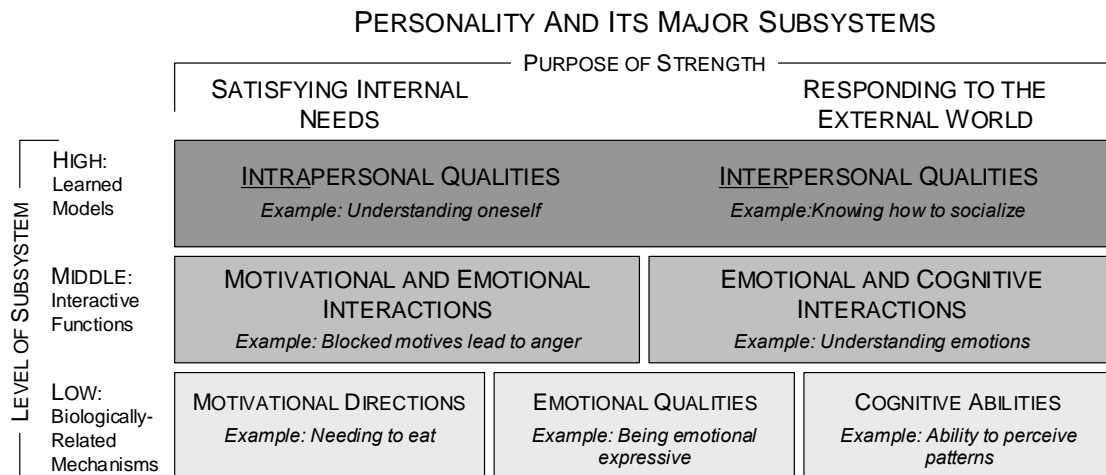 PERSONALITY AND ITS MAJOR SUBSYSTEMS
PURPOSE OF STRENGTH
SATISFYING INTERNAL
NEEDS
RESPONDING TO THE
EXTERNAL WORLD
LEVEL OF SUBSYSTEM
HIGH:
Learned
Models
INTRAPERSONAL QUALITIES
Example: Understanding oneself
INTERPERSONAL QUALITIES
Example:Knowing how to socialize
MIDDLE:
Interactive
Functions
MOTIVATIONAL AND EMOTIONAL
INTERACTIONS
Example: Blocked motives lead to anger
EMOTIONAL AND COGNITIVE
INTERACTIONS
Example: Understanding emotions
LOW:
Biologically-
Related
Mechanisms
MOTIVATIONAL DIRECTIONS
Example: Needing to eat
EMOTIONAL QUALITIES
Example: Being emotional
expressive
COGNITIVE ABILITIES
Example: Ability to perceive
patterns